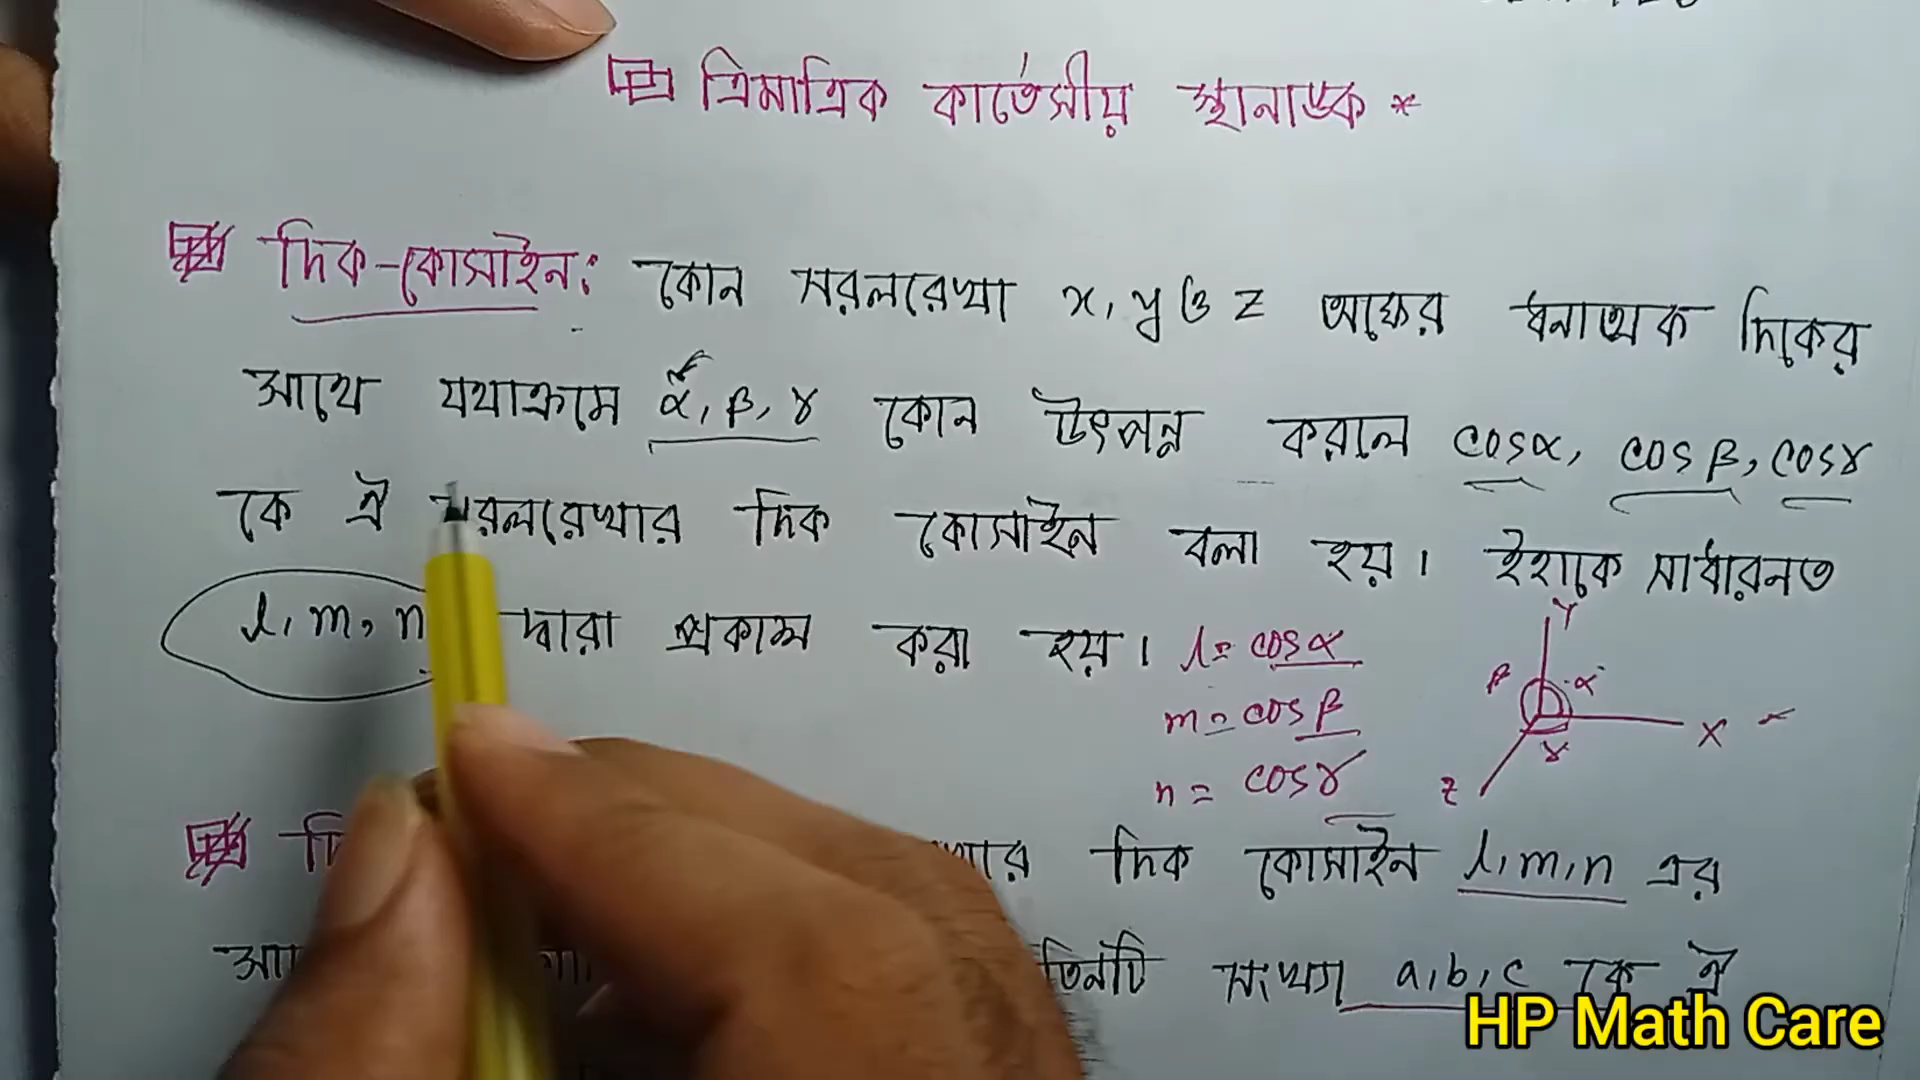 ত্রিমাত্রিক কার্তেসীয় স্থানাঙ্ক *
দিক-কোসাইন: কোন সরলরেখা x, y ও z অক্ষের ধনাত্মক দিকের
সাথে যথাক্রমে α, β, γ কোন উৎপন্ন করলে cosα, cosβ, cosγ
কে ঐ সরলরেখার দিক কোসাইন বলা হয়। ইহাকে সাধারনত
l, m, n দ্বারা প্রকাশ করা হয়।
l = cosα
m = cosβ
n = cosγ
Y
β α
X
γ
Z
দিক কোসাইন l, m, n এর
তিনটি সংখ্যা a, b, c কে ঐ
HP Math Care